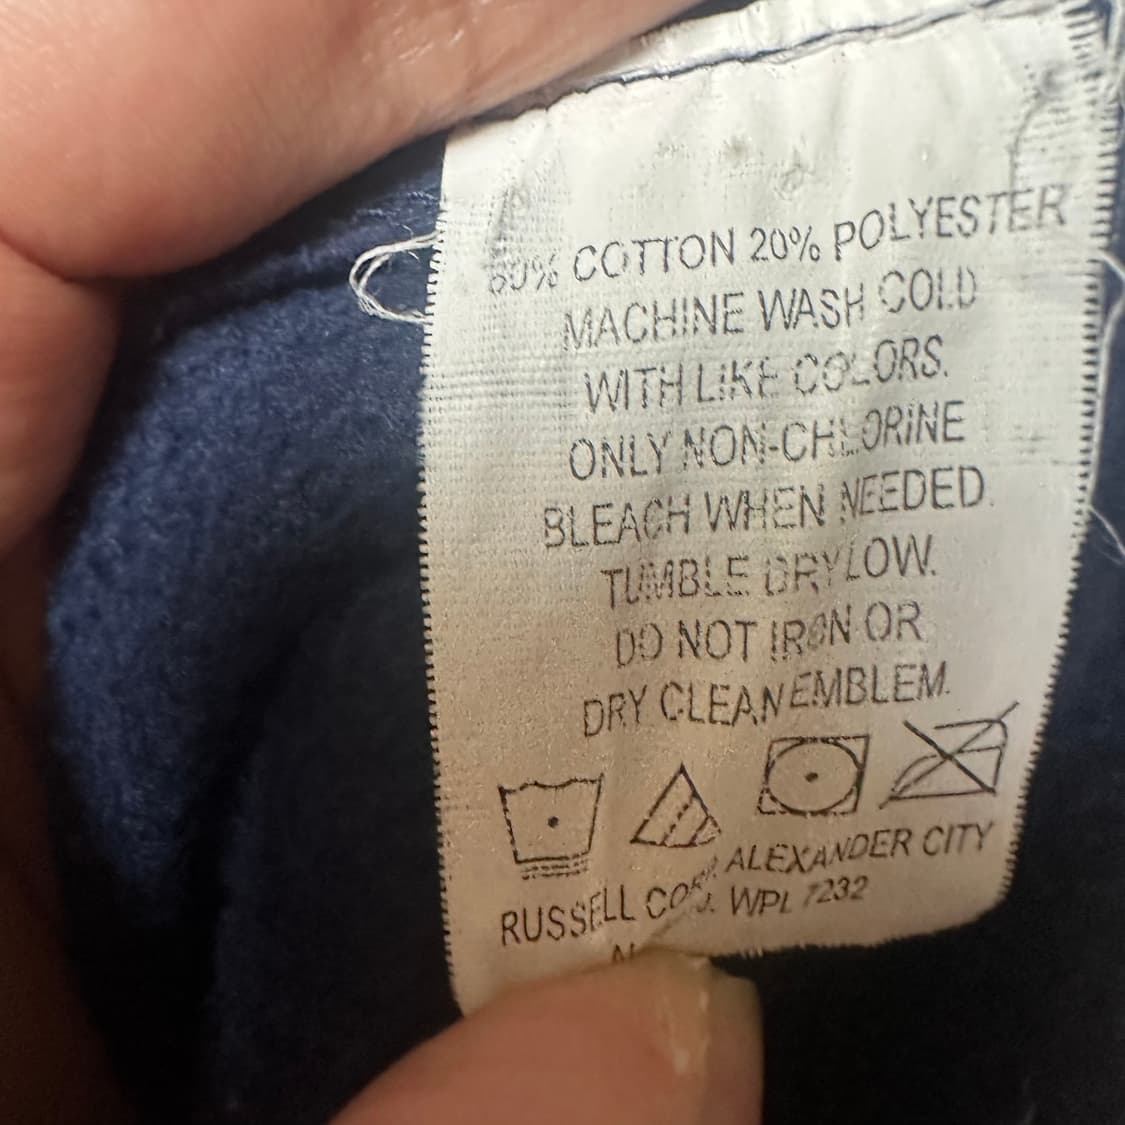 80% COTTON 20% POLYESTER
MACHINE WASH COLD
WITH LIKE COLORS.
ONLY NON-CHLORINE
BLEACH WHEN NEEDED.
TUMBLE DRY LOW.
DO NOT IRON OR
DRY CLEAN EMBLEM.
RUSSELL CORP. ALEXANDER CITY
WPL 7232